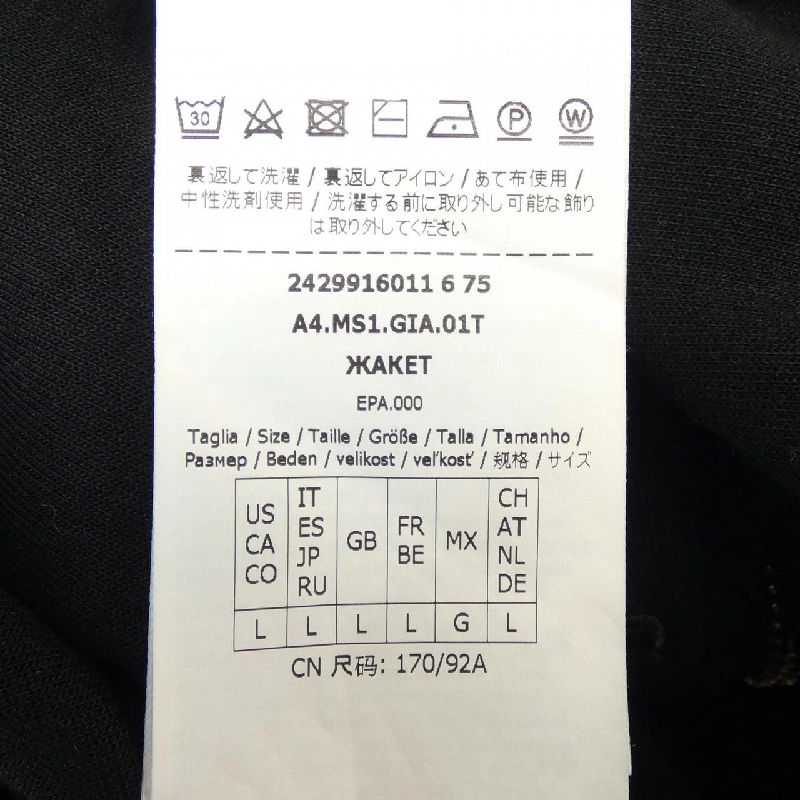 30 P W
裏返して洗濯 / 裏返してアイロン / あて布使用 /
中性洗剤使用 / 洗濯する前に取り外し可能な飾り
は取り外してください
2429916011 6 75
A4.MS1.GIA.01T
ЖАКЕТ
EPA.000
Taglia / Size / Taille / Größe / Talla / Tamanho /
Размер / Beden / velikost / veľkosť / 规格 / サイズ
US CA CO
IT ES JP RU
GB
FR BE
MX
CH AT NL DE
L L L L G L
CN 尺码: 170/92A